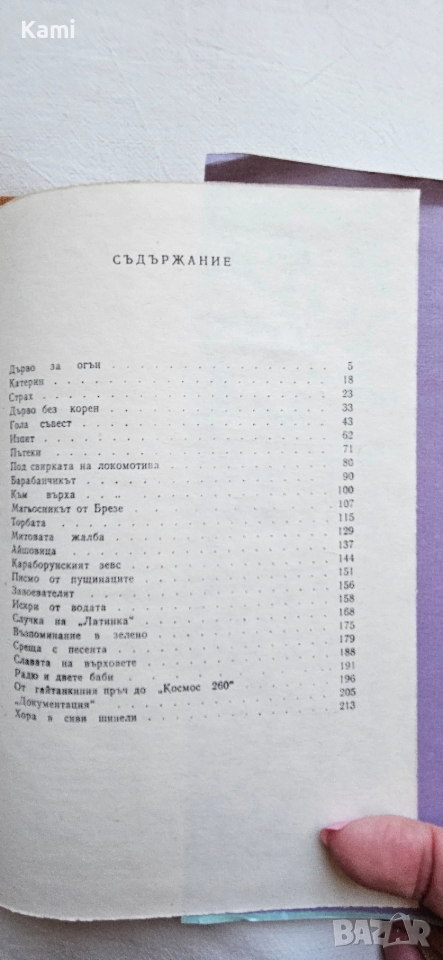 Kami
СЪДЪРЖАНИЕ
Дърво за огън . . . . . . . . . . 5
Катерин . . . . . . . . . . 18
Страх . . . . . . . . . . 23
Дърво без корен . . . . . . . . . . 33
Гола съвест . . . . . . . . . . 43
Изпит . . . . . . . . . . 62
Пътеки . . . . . . . . . . 71
Под свирката на локомотива . . . . . . . . . . 80
Барабанчикът . . . . . . . . . . 90
Към върха . . . . . . . . . . 100
Магьосникът от Брезе . . . . . . . . . . 107
Торбата . . . . . . . . . . 115
Митовата жалба . . . . . . . . . . 129
Айшовица . . . . . . . . . . 137
Караборунският зевс . . . . . . . . . . 144
Писмо от пущинаците . . . . . . . . . . 151
Завоевателят . . . . . . . . . . 156
Искри от водата . . . . . . . . . . 158
Случка на „Латинка" . . . . . . . . . . 168
Възпоминание в зелено . . . . . . . . . . 175
Среща с песента . . . . . . . . . . 179
Славата на върховете . . . . . . . . . . 188
Радю и двете баби . . . . . . . . . . 191
От гайтанкиния пръч до „Космос 260" . . . . . . . . . . 196
„Документация" . . . . . . . . . . 205
Хора в сиви шинели . . . . . . . . . . 213
BAZAR